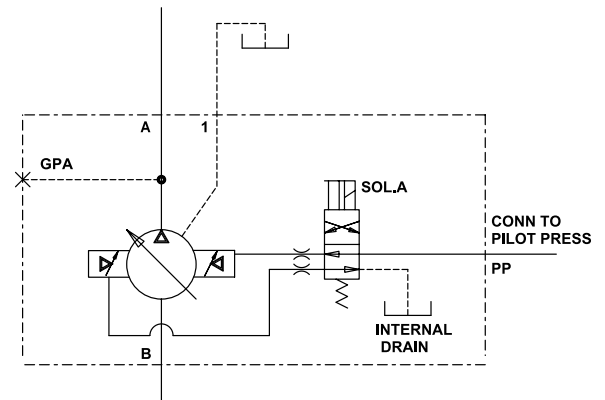 A
1
GPA
SOL.A
CONN TO
PILOT PRESS
PP
INTERNAL
DRAIN
B